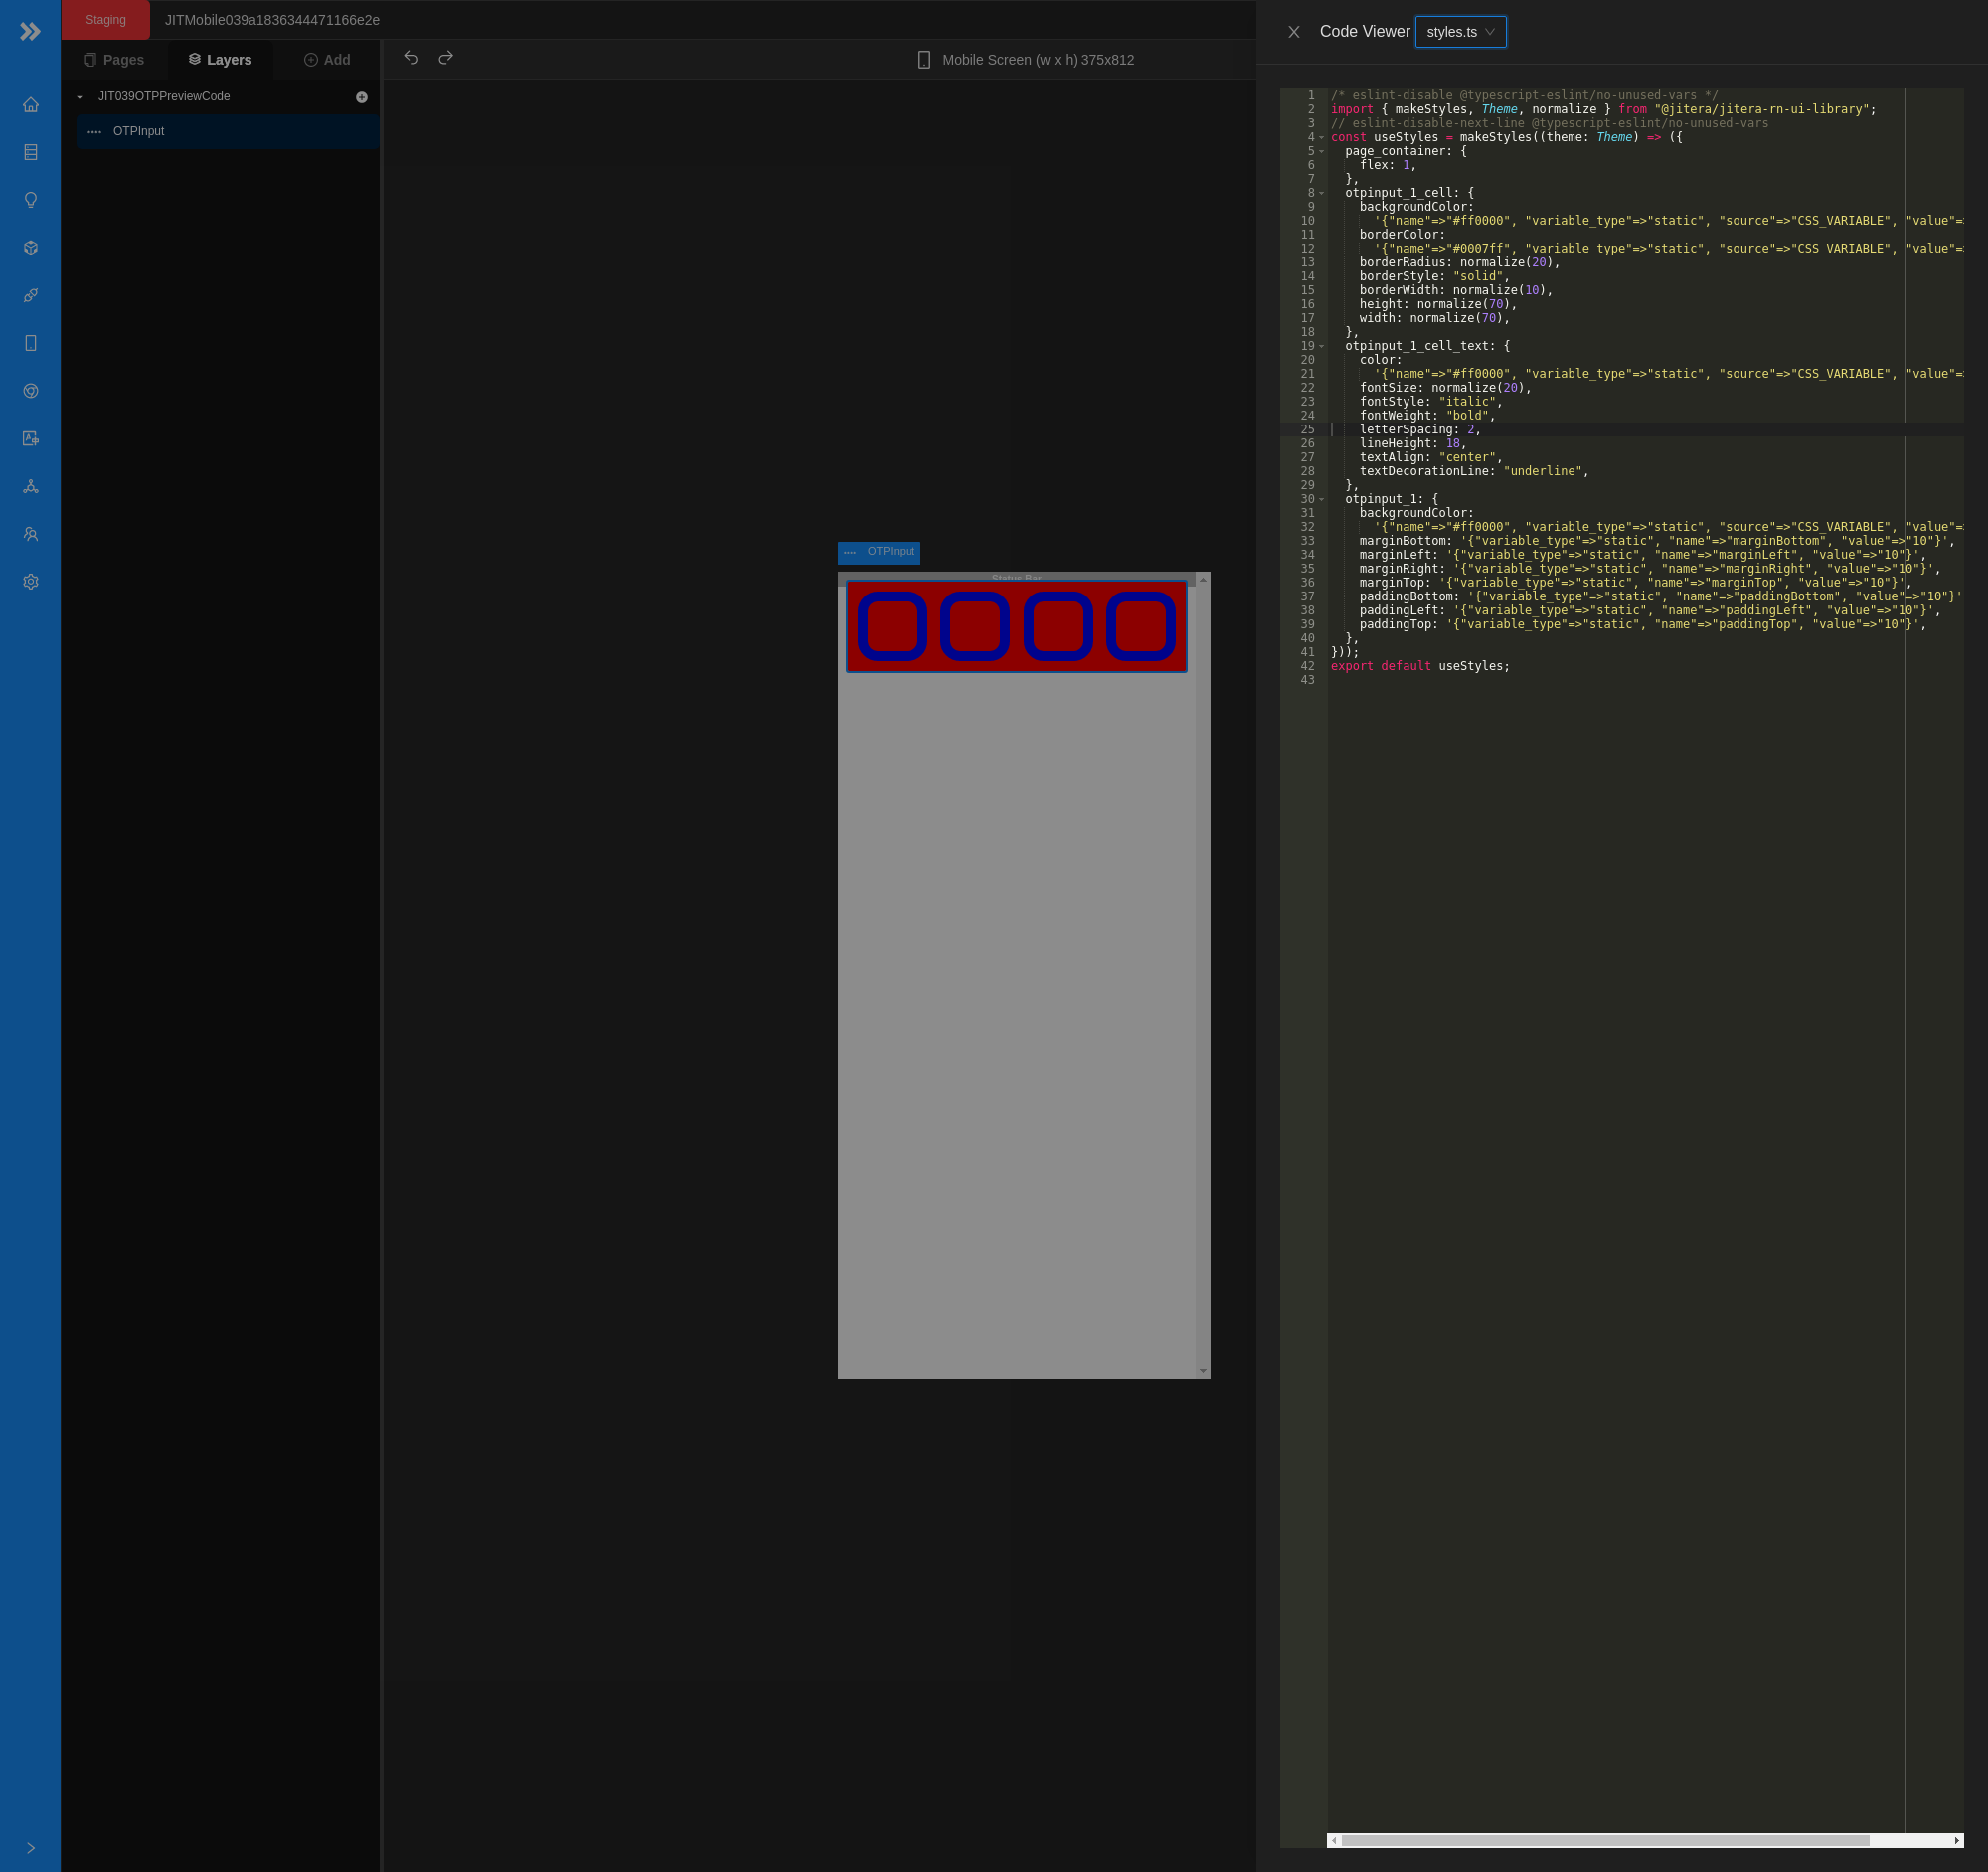 Staging
JITMobile039a1836344471166e2e
Pages
Layers
Add
JIT039OTPPreviewCode
OTPInput
Mobile Screen (w x h) 375x812
OTPInput
Status Bar
Code Viewer
styles.ts
1 /* eslint-disable @typescript-eslint/no-unused-vars */
2 import { makeStyles, Theme, normalize } from "@jitera/jitera-rn-ui-library";
3 // eslint-disable-next-line @typescript-eslint/no-unused-vars
4 const useStyles = makeStyles((theme: Theme) => ({
5 page_container: {
6 flex: 1,
7 },
8 otpinput_1_cell: {
9 backgroundColor:
10 '{"name"=>"#ff0000", "variable_type"=>"static", "source"=>"CSS_VARIABLE", "value"=
11 borderColor:
12 '{"name"=>"#0007ff", "variable_type"=>"static", "source"=>"CSS_VARIABLE", "value"=
13 borderRadius: normalize(20),
14 borderStyle: "solid",
15 borderWidth: normalize(10),
16 height: normalize(70),
17 width: normalize(70),
18 },
19 otpinput_1_cell_text: {
20 color:
21 '{"name"=>"#ff0000", "variable_type"=>"static", "source"=>"CSS_VARIABLE", "value"=
22 fontSize: normalize(20),
23 fontStyle: "italic",
24 fontWeight: "bold",
25 letterSpacing: 2,
26 lineHeight: 18,
27 textAlign: "center",
28 textDecorationLine: "underline",
29 },
30 otpinput_1: {
31 backgroundColor:
32 '{"name"=>"#ff0000", "variable_type"=>"static", "source"=>"CSS_VARIABLE", "value"=
33 marginBottom: '{"variable_type"=>"static", "name"=>"marginBottom", "value"=>"10"}',
34 marginLeft: '{"variable_type"=>"static", "name"=>"marginLeft", "value"=>"10"}',
35 marginRight: '{"variable_type"=>"static", "name"=>"marginRight", "value"=>"10"}',
36 marginTop: '{"variable_type"=>"static", "name"=>"marginTop", "value"=>"10"}',
37 paddingBottom: '{"variable_type"=>"static", "name"=>"paddingBottom", "value"=>"10"}'
38 paddingLeft: '{"variable_type"=>"static", "name"=>"paddingLeft", "value"=>"10"}',
39 paddingTop: '{"variable_type"=>"static", "name"=>"paddingTop", "value"=>"10"}',
40 },
41 }));
42 export default useStyles;
43